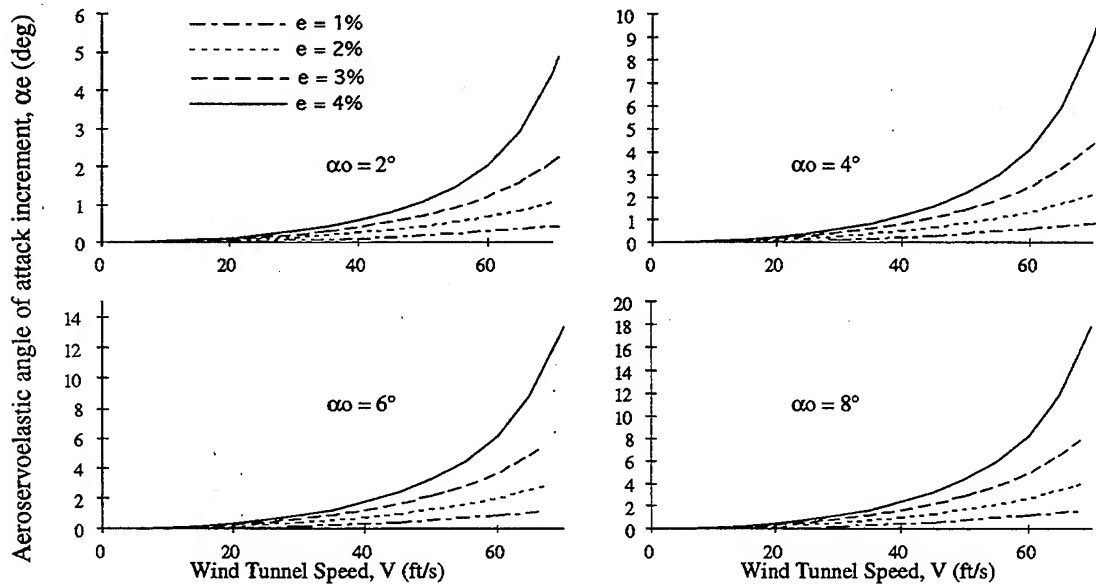 Aeroservoelastic angle of attack increment, αe (deg)
6
5
4
3
2
1
0
e = 1%
e = 2%
e = 3%
e = 4%
αo = 2°
0 20 40 60
10
9
8
7
6
5
4
3
2
1
0
αo = 4°
0 20 40 60
14
12
10
8
6
4
2
0
αo = 6°
0 20 40 60
Wind Tunnel Speed, V (ft/s)
20
18
16
14
12
10
8
6
4
2
0
αo = 8°
0 20 40 60
Wind Tunnel Speed, V (ft/s)